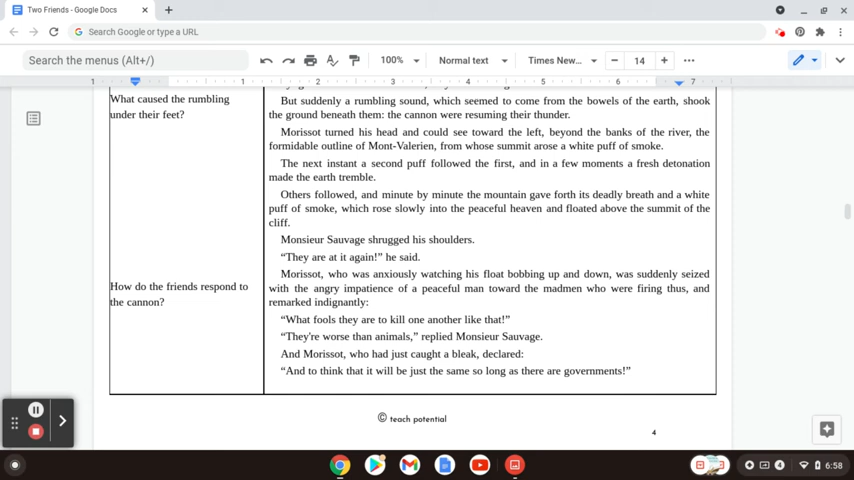 Two Friends - Google Docs
Search Google or type a URL
Search the menus (Alt+/)
100%
Normal text
Times New...
14
1 1 2 3 4 5 6 7
What caused the rumbling
under their feet?
But suddenly a rumbling sound, which seemed to come from the bowels of the earth, shook
the ground beneath them: the cannon were resuming their thunder.
Morissot turned his head and could see toward the left, beyond the banks of the river, the
formidable outline of Mont-Valerien, from whose summit arose a white puff of smoke.
The next instant a second puff followed the first, and in a few moments a fresh detonation
made the earth tremble.
Others followed, and minute by minute the mountain gave forth its deadly breath and a white
puff of smoke, which rose slowly into the peaceful heaven and floated above the summit of the
cliff.
Monsieur Sauvage shrugged his shoulders.
“They are at it again!” he said.
How do the friends respond to
the cannon?
Morissot, who was anxiously watching his float bobbing up and down, was suddenly seized
with the angry impatience of a peaceful man toward the madmen who were firing thus, and
remarked indignantly:
“What fools they are to kill one another like that!”
“They're worse than animals,” replied Monsieur Sauvage.
And Morissot, who had just caught a bleak, declared:
“And to think that it will be just the same so long as there are governments!”
© teach potential
4
4
6:58